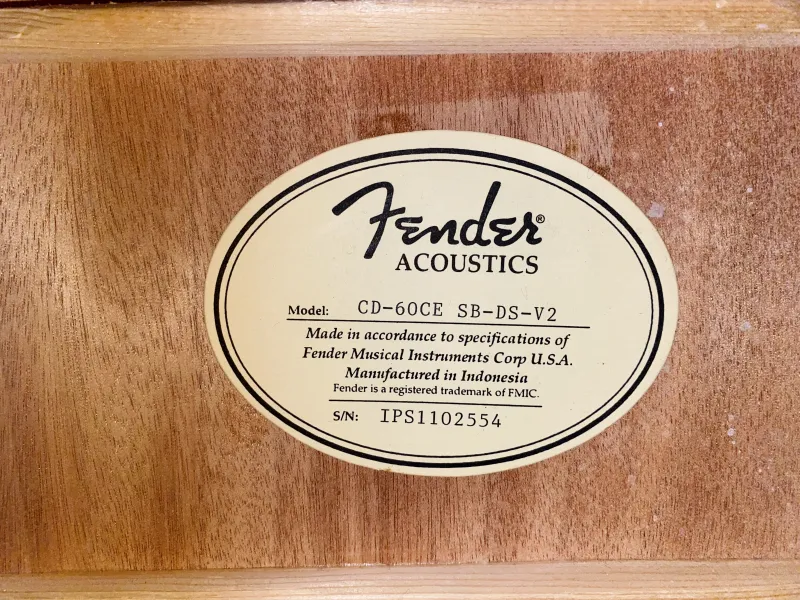 Fender®
ACOUSTICS
Model: CD-60CE SB-DS-V2
Made in accordance to specifications of
Fender Musical Instruments Corp U.S.A.
Manufactured in Indonesia
Fender is a registered trademark of FMIC.
S/N: IPS1102554